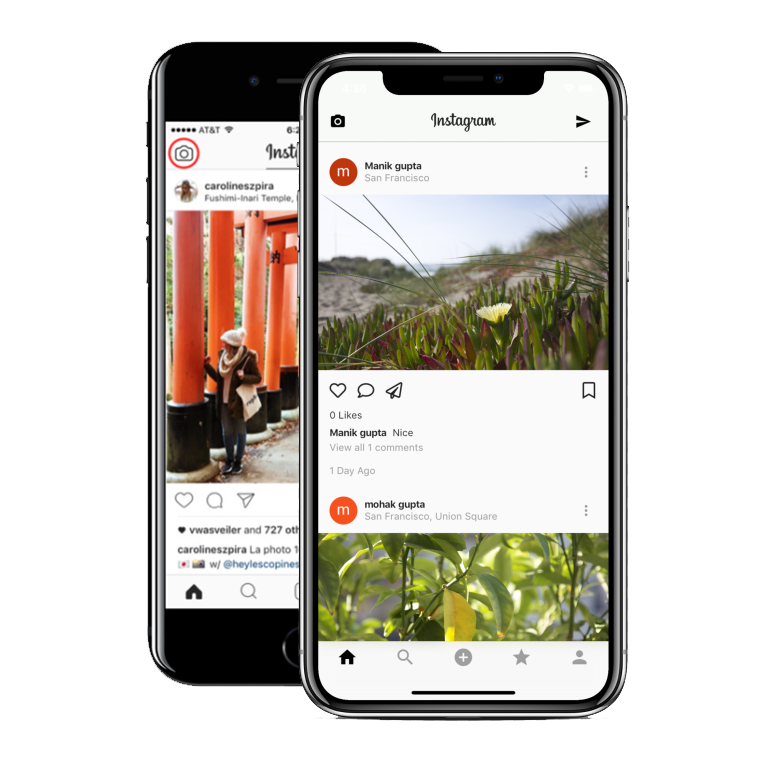 AT&T
6:2
Inst
carolineszpira
Fushimi-Inari Temple,
vwasveiler and 727 oth
carolineszpira La photo
w/ @heylescopines
Instagram
Manik gupta
San Francisco
m
0 Likes
Manik gupta Nice
View all 1 comments
1 Day Ago
mohak gupta
San Francisco, Union Square
m